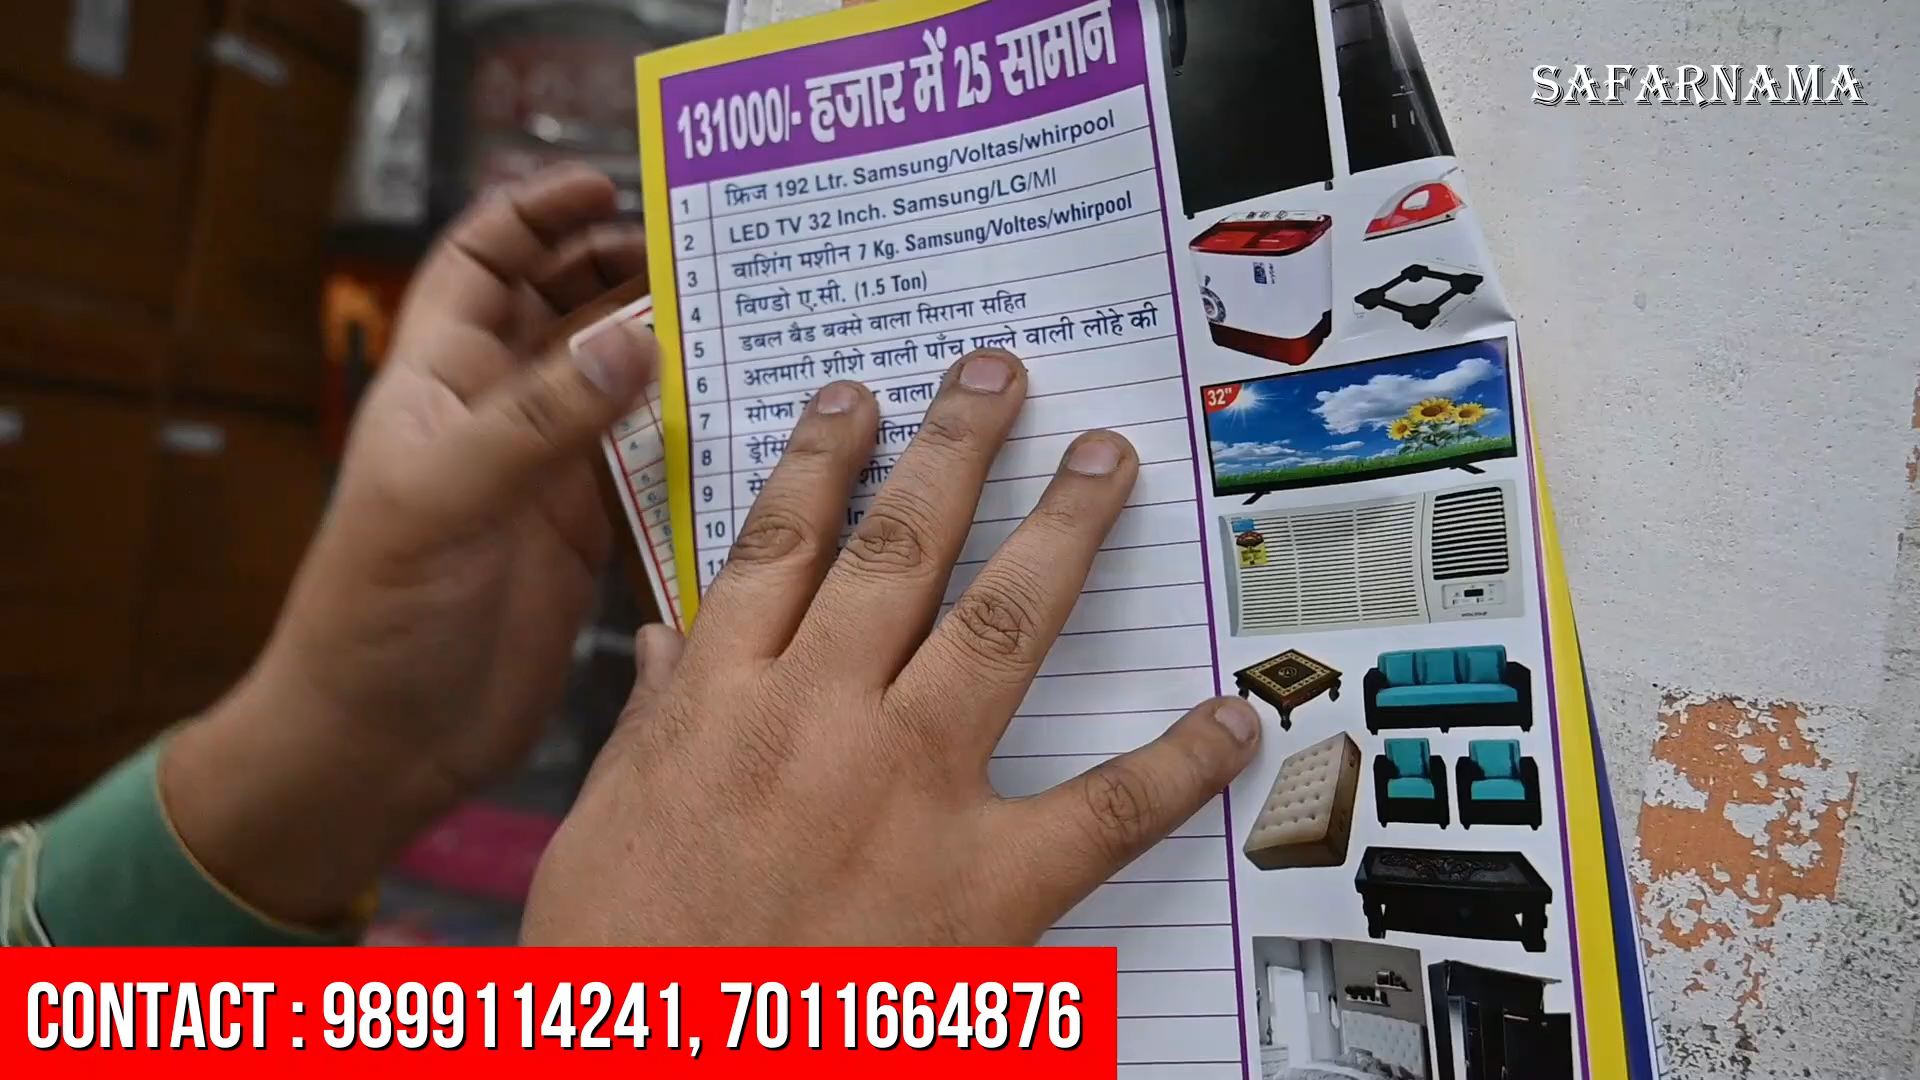 SAFARNAMA
131000/- हजार में 25 सामान
1 फ्रिज 192 Ltr. Samsung/Voltas/whirpool
2 LED TV 32 Inch. Samsung/LG/MI
3 वाशिंग मशीन 7 Kg. Samsung/Voltes/whirpool
4 विण्डो ए.सी. (1.5 Ton)
5 डबल बैड बक्से वाला सिराना सहित
6 अलमारी शीशे वाली पाँच पल्ले वाली लोहे की
7 सोफा वाला
8
9
10
11
32"
CONTACT : 9899114241, 7011664876